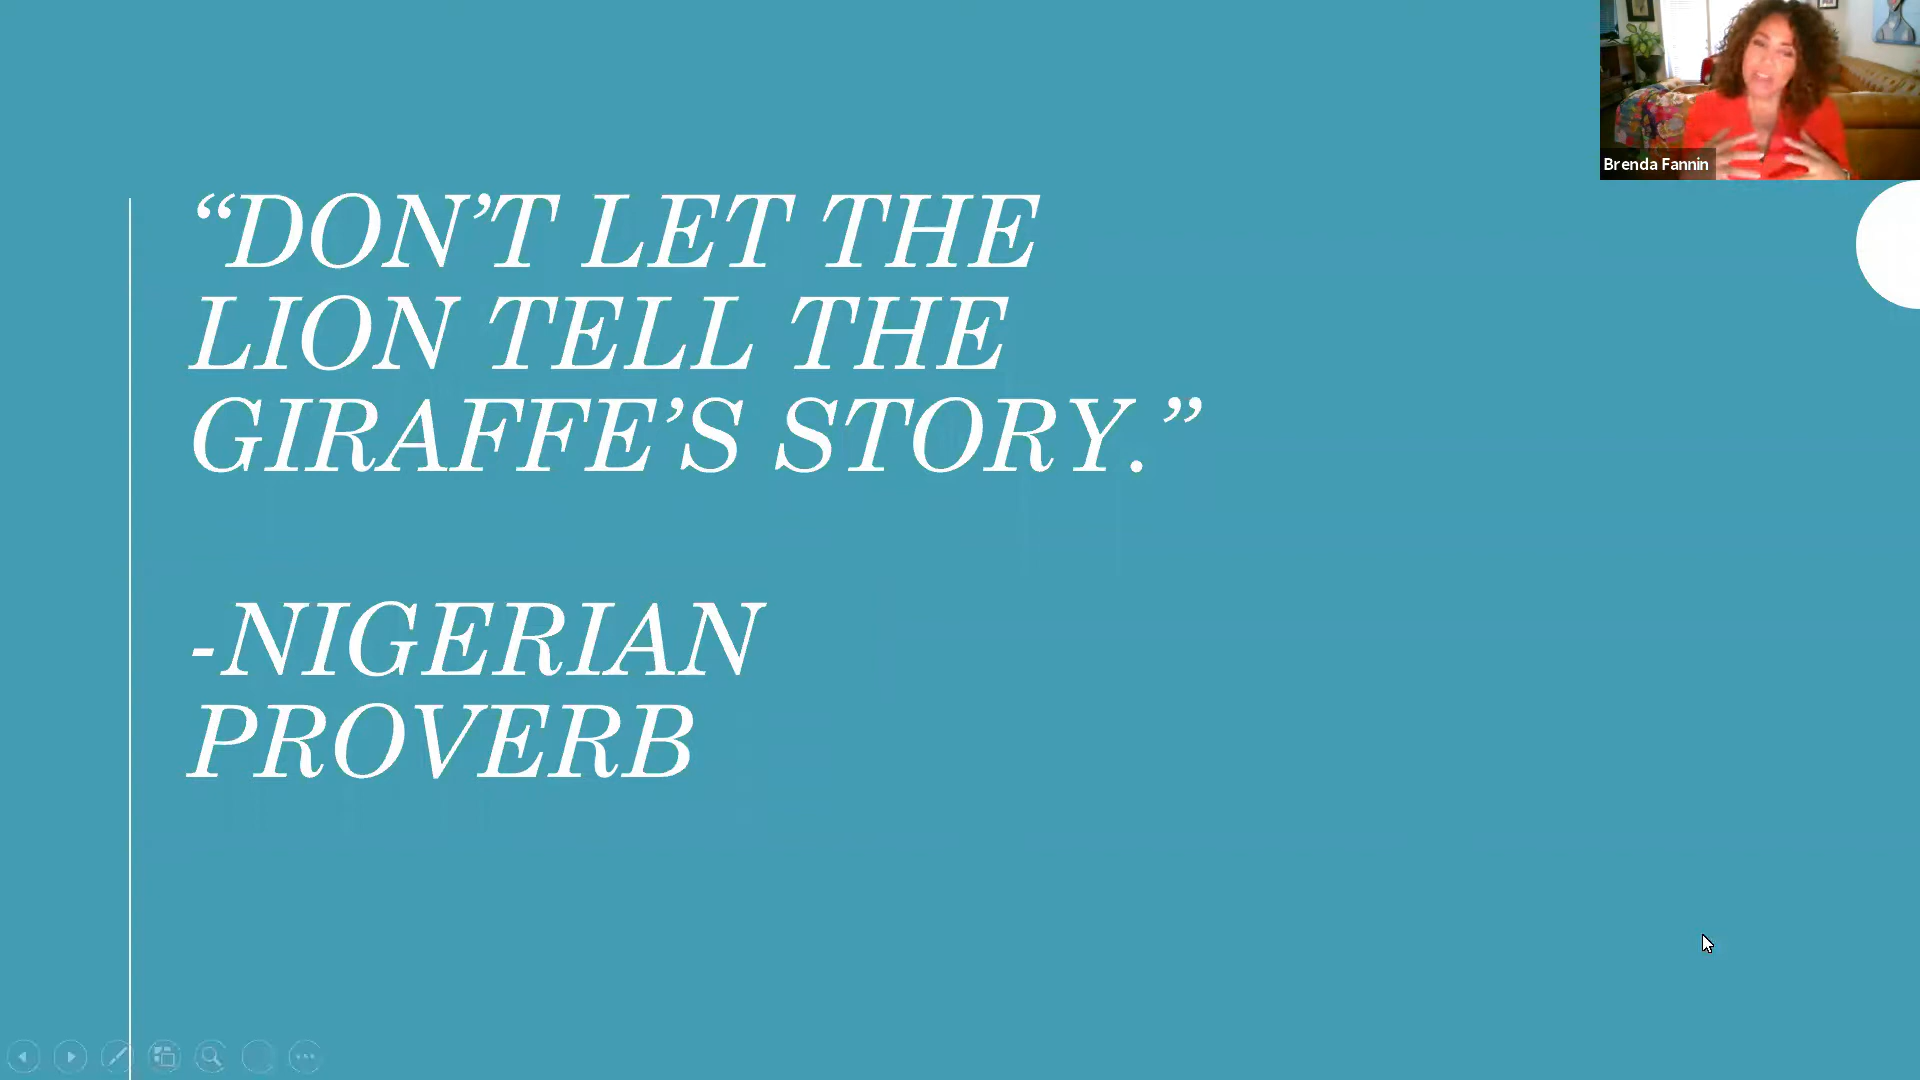 Brenda Fannin
“DON’T LET THE
LION TELL THE
GIRAFFE’S STORY.”
-NIGERIAN
PROVERB